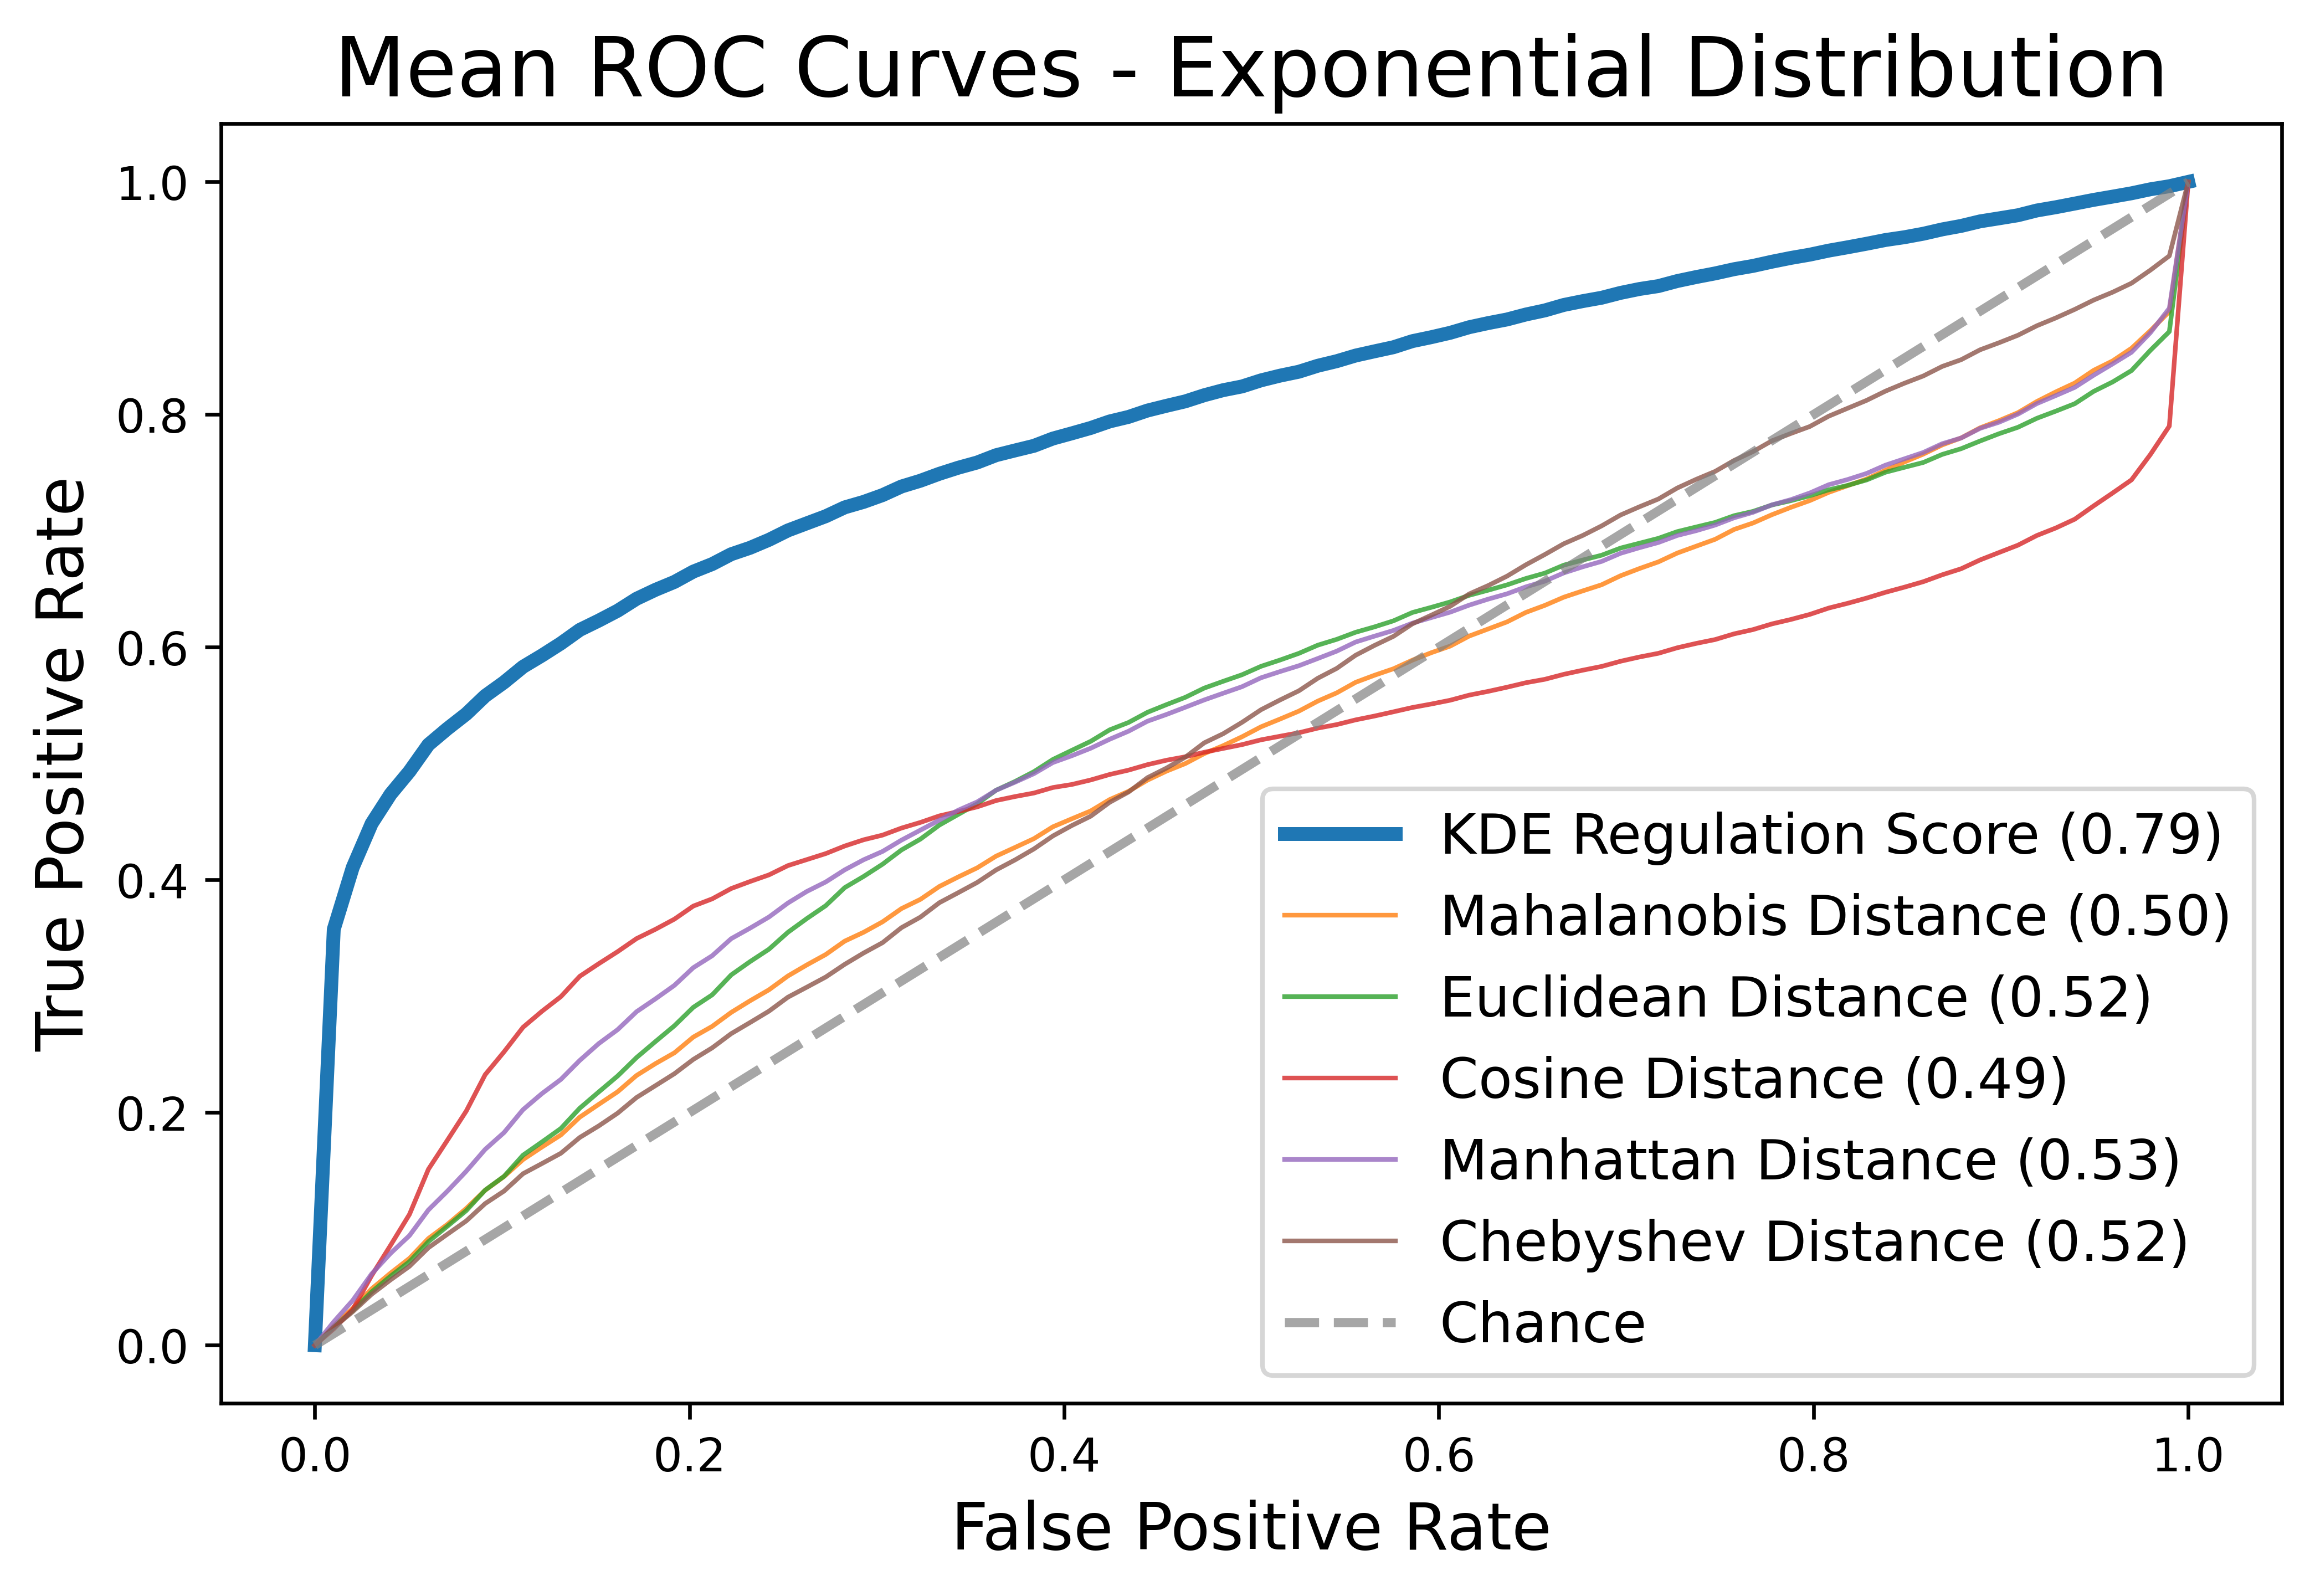 Mean ROC Curves - Exponential Distribution
True Positive Rate
1.0
0.8
0.6
0.4
0.2
0.0
KDE Regulation Score (0.79)
Mahalanobis Distance (0.50)
Euclidean Distance (0.52)
Cosine Distance (0.49)
Manhattan Distance (0.53)
Chebyshev Distance (0.52)
Chance
0.0 0.2 0.4 0.6 0.8 1.0
False Positive Rate